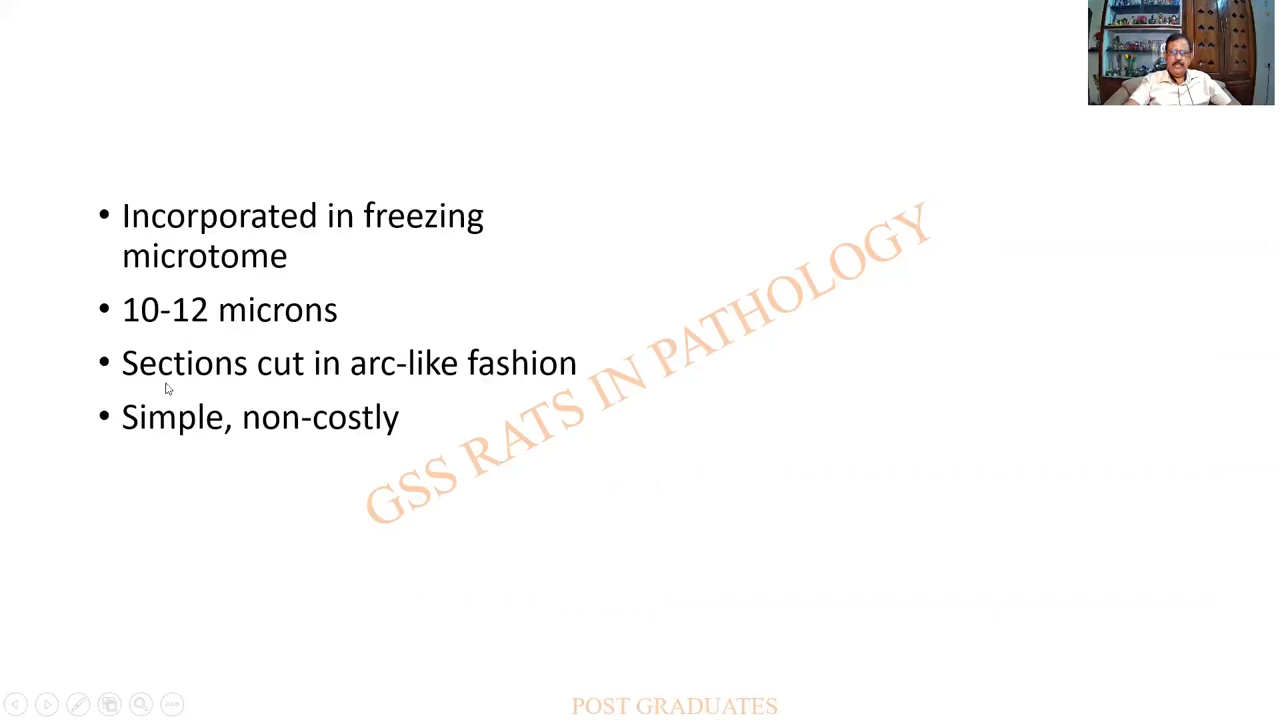 • Incorporated in freezing
microtome
• 10-12 microns
• Sections cut in arc-like fashion
• Simple, non-costly
GSS RATS IN PATHOLOGY
POST GRADUATES